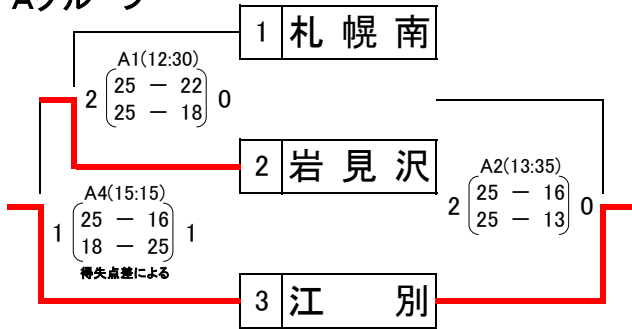 Aグループ
1 札幌南
A1(12:30)
2 25 － 22 0
25 － 18
2 岩見沢
A2(13:35)
2 25 － 16 0
25 － 13
A4(15:15)
1 25 － 16 1
18 － 25
得失点差による
3 江別